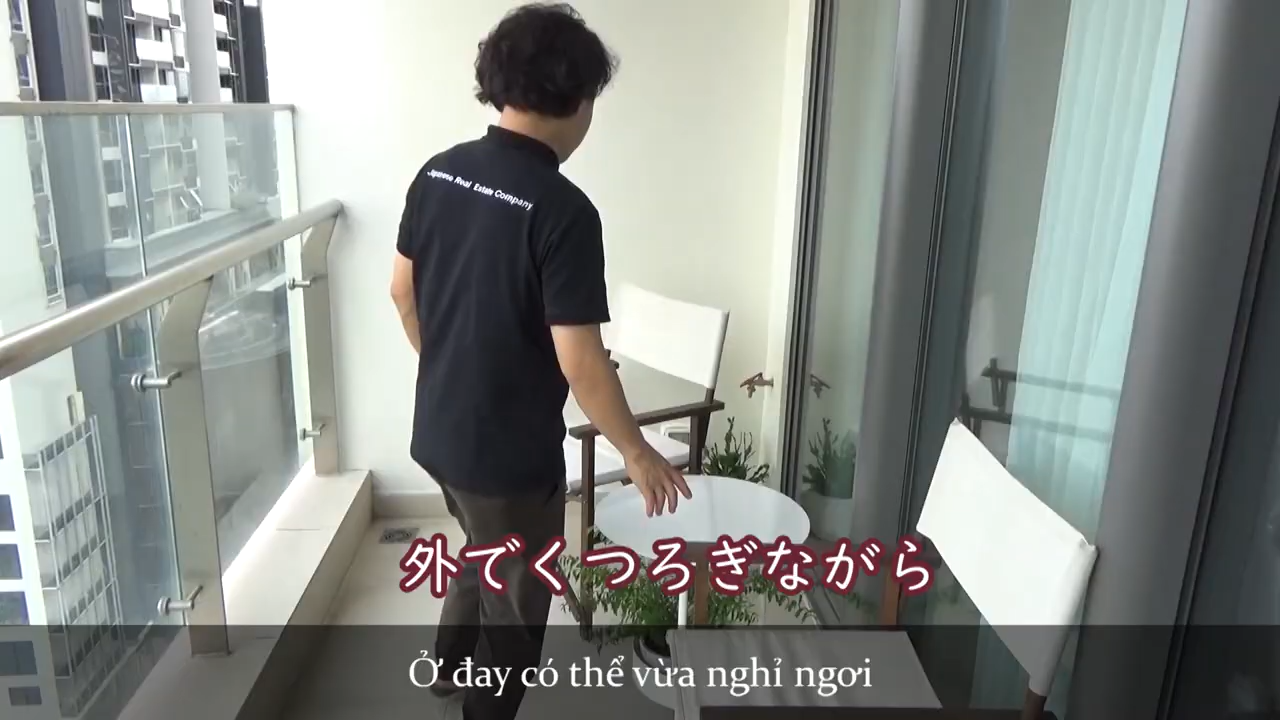 Japanese Real Estate Company
外でくつろぎながら
Ở đay có thể vừa nghỉ ngơi